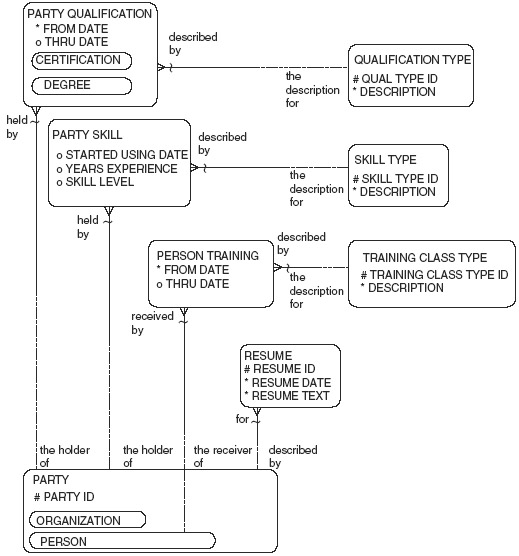 PARTY QUALIFICATION
* FROM DATE
o THRU DATE
CERTIFICATION
DEGREE
described
by
the
description
for
QUALIFICATION TYPE
# QUAL TYPE ID
* DESCRIPTION
held
by
PARTY SKILL
o STARTED USING DATE
o YEARS EXPERIENCE
o SKILL LEVEL
described
by
the
description
for
SKILL TYPE
# SKILL TYPE ID
* DESCRIPTION
held
by
PERSON TRAINING
* FROM DATE
o THRU DATE
described
by
the
description
for
TRAINING CLASS TYPE
# TRAINING CLASS TYPE ID
* DESCRIPTION
received
by
RESUME
# RESUME ID
* RESUME DATE
* RESUME TEXT
for
the holder
of
the holder
of
the receiver
of
described
by
PARTY
# PARTY ID
ORGANIZATION
PERSON